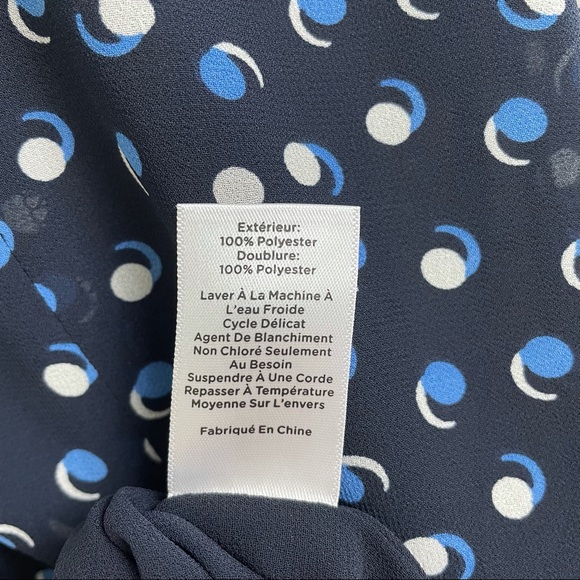 Extérieur:
100% Polyester
Doublure:
100% Polyester
Laver À La Machine À
L'eau Froide
Cycle Délicat
Agent De Blanchiment
Non Chloré Seulement
Au Besoin
Suspendre À Une Corde
Repasser À Température
Moyenne Sur L'envers
Fabriqué En Chine